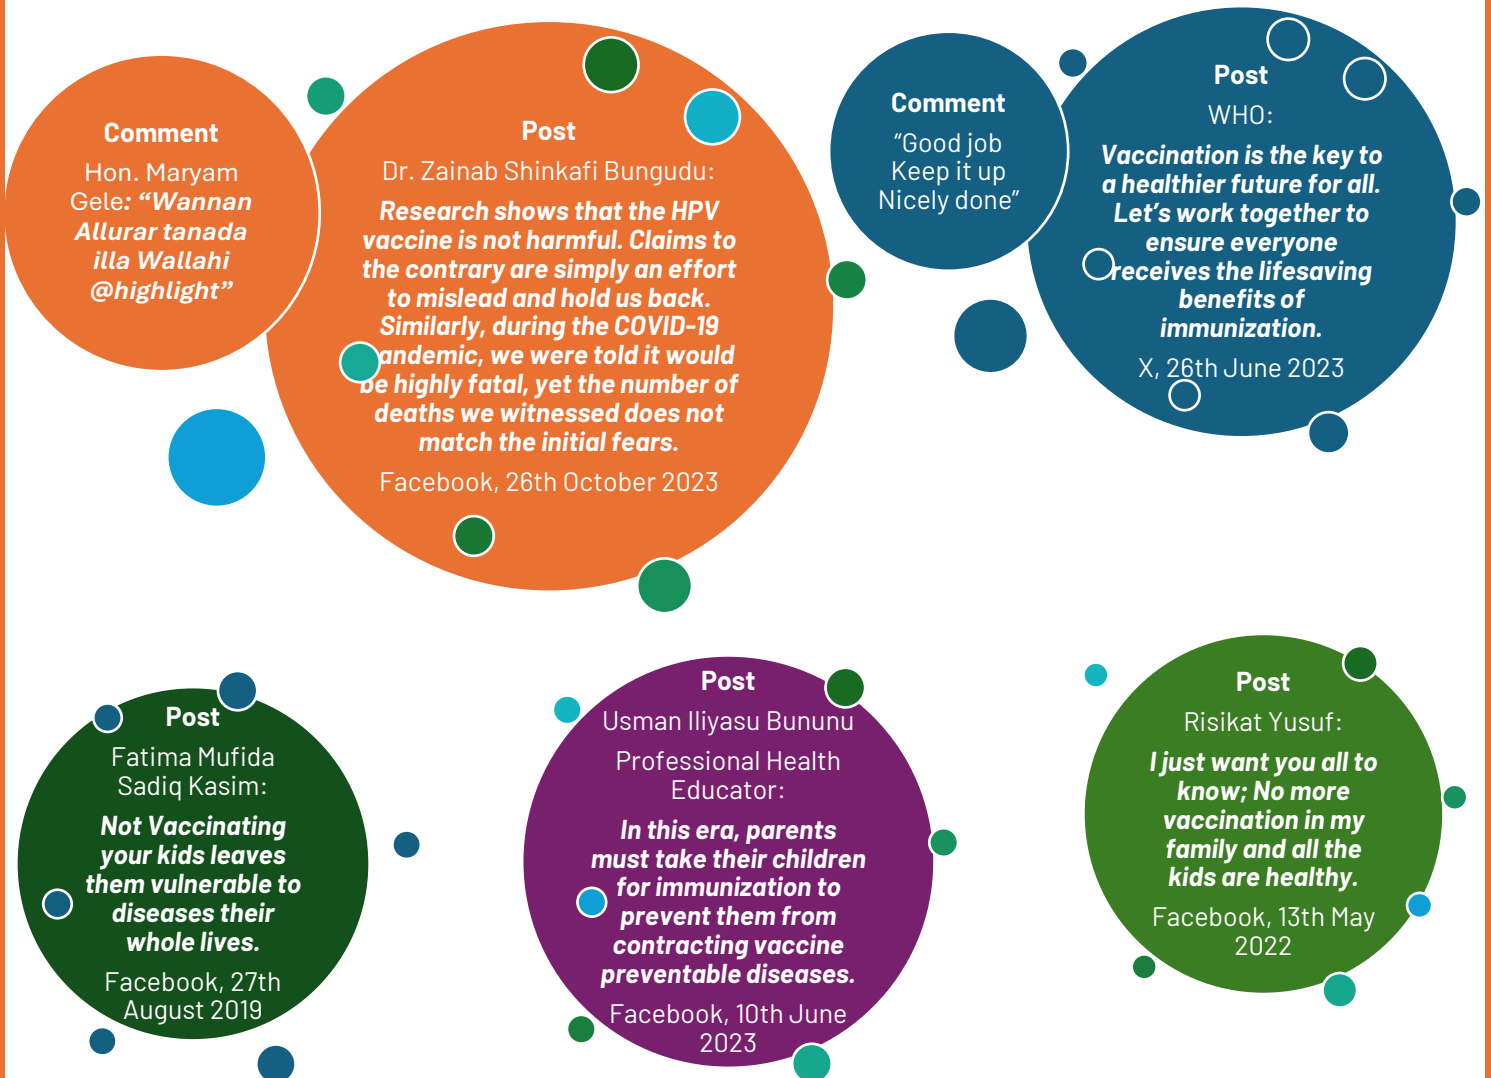 Comment
Hon. Maryam
Gele: “Wannan
Allurar tanada
illa Wallahi
@highlight”
Post
Dr. Zainab Shinkafi Bungudu:
Research shows that the HPV
vaccine is not harmful. Claims to
the contrary are simply an effort
to mislead and hold us back.
Similarly, during the COVID-19
andemic, we were told it would
be highly fatal, yet the number of
deaths we witnessed does not
match the initial fears.
Facebook, 26th October 2023
Comment
“Good job
Keep it up
Nicely done”
Post
WHO:
Vaccination is the key to
a healthier future for all.
Let’s work together to
ensure everyone
receives the lifesaving
benefits of
immunization.
X, 26th June 2023
Post
Fatima Mufida
Sadiq Kasim:
Not Vaccinating
your kids leaves
them vulnerable to
diseases their
whole lives.
Facebook, 27th
August 2019
Post
Usman Iliyasu Bununu
Professional Health
Educator:
In this era, parents
must take their children
for immunization to
prevent them from
contracting vaccine
preventable diseases.
Facebook, 10th June
2023
Post
Risikat Yusuf:
I just want you all to
know; No more
vaccination in my
family and all the
kids are healthy.
Facebook, 13th May
2022